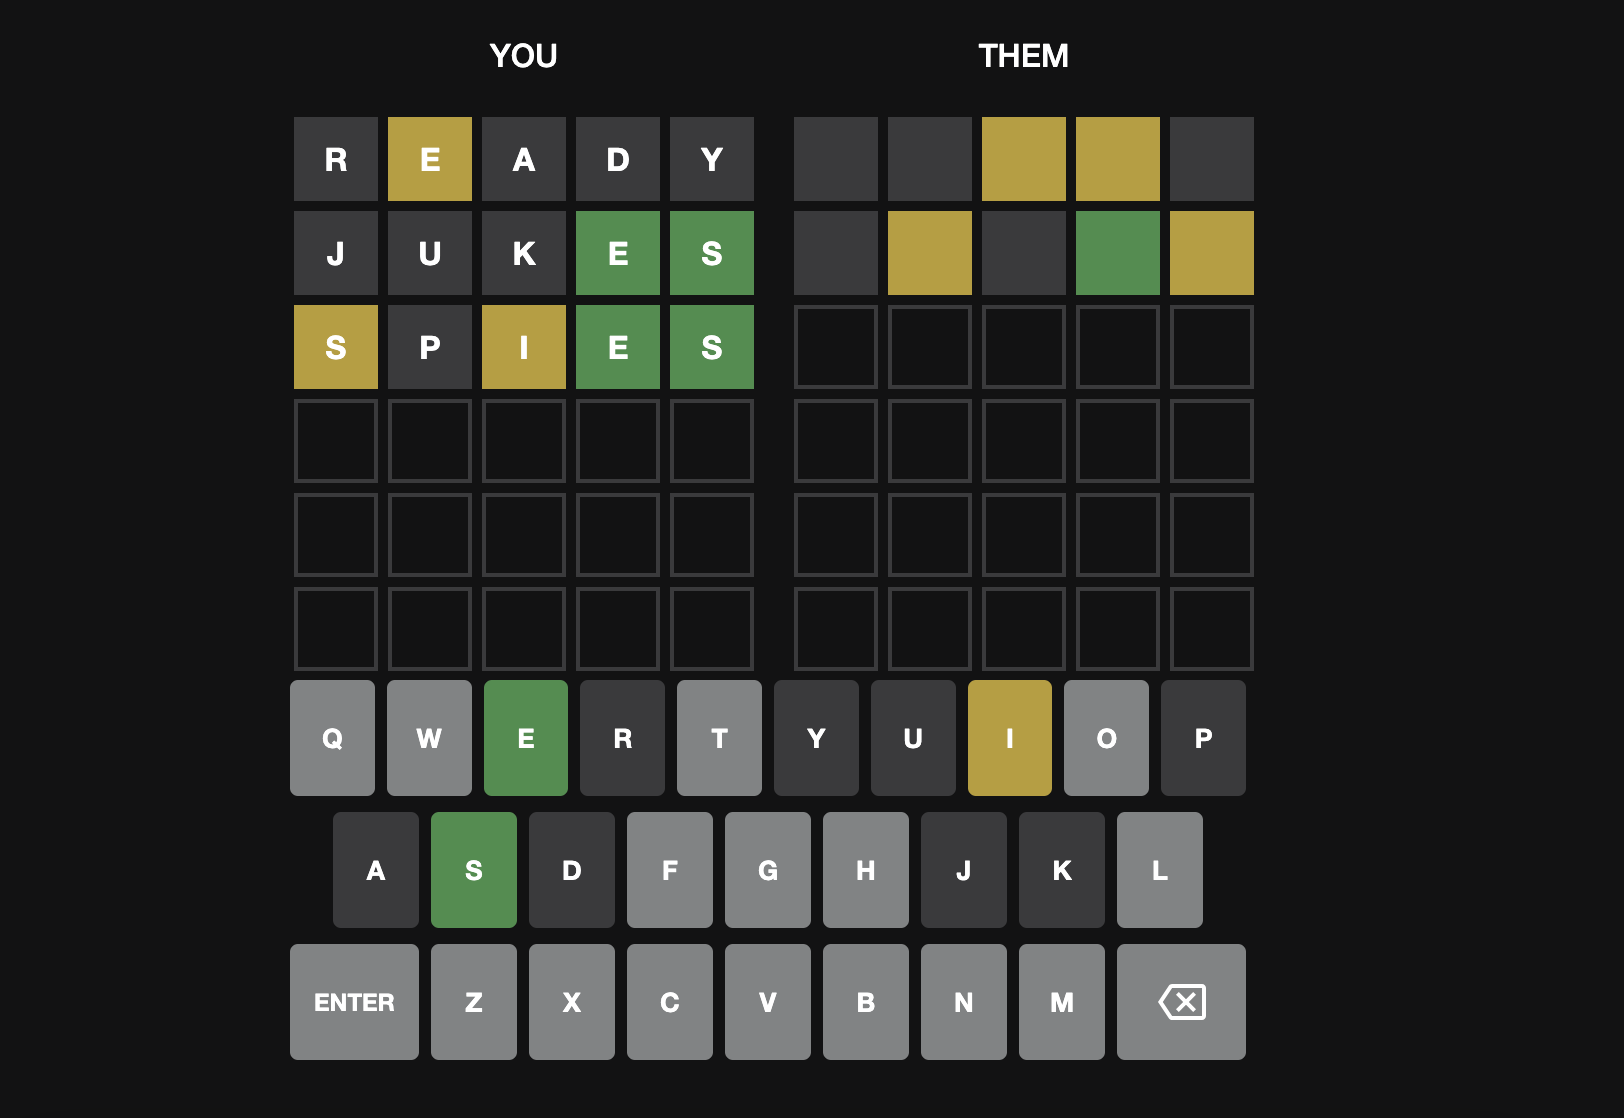 YOU THEM
R E A D Y
J U K E S
S P I E S
Q W E R T Y U I O P
A S D F G H J K L
ENTER Z X C V B N M